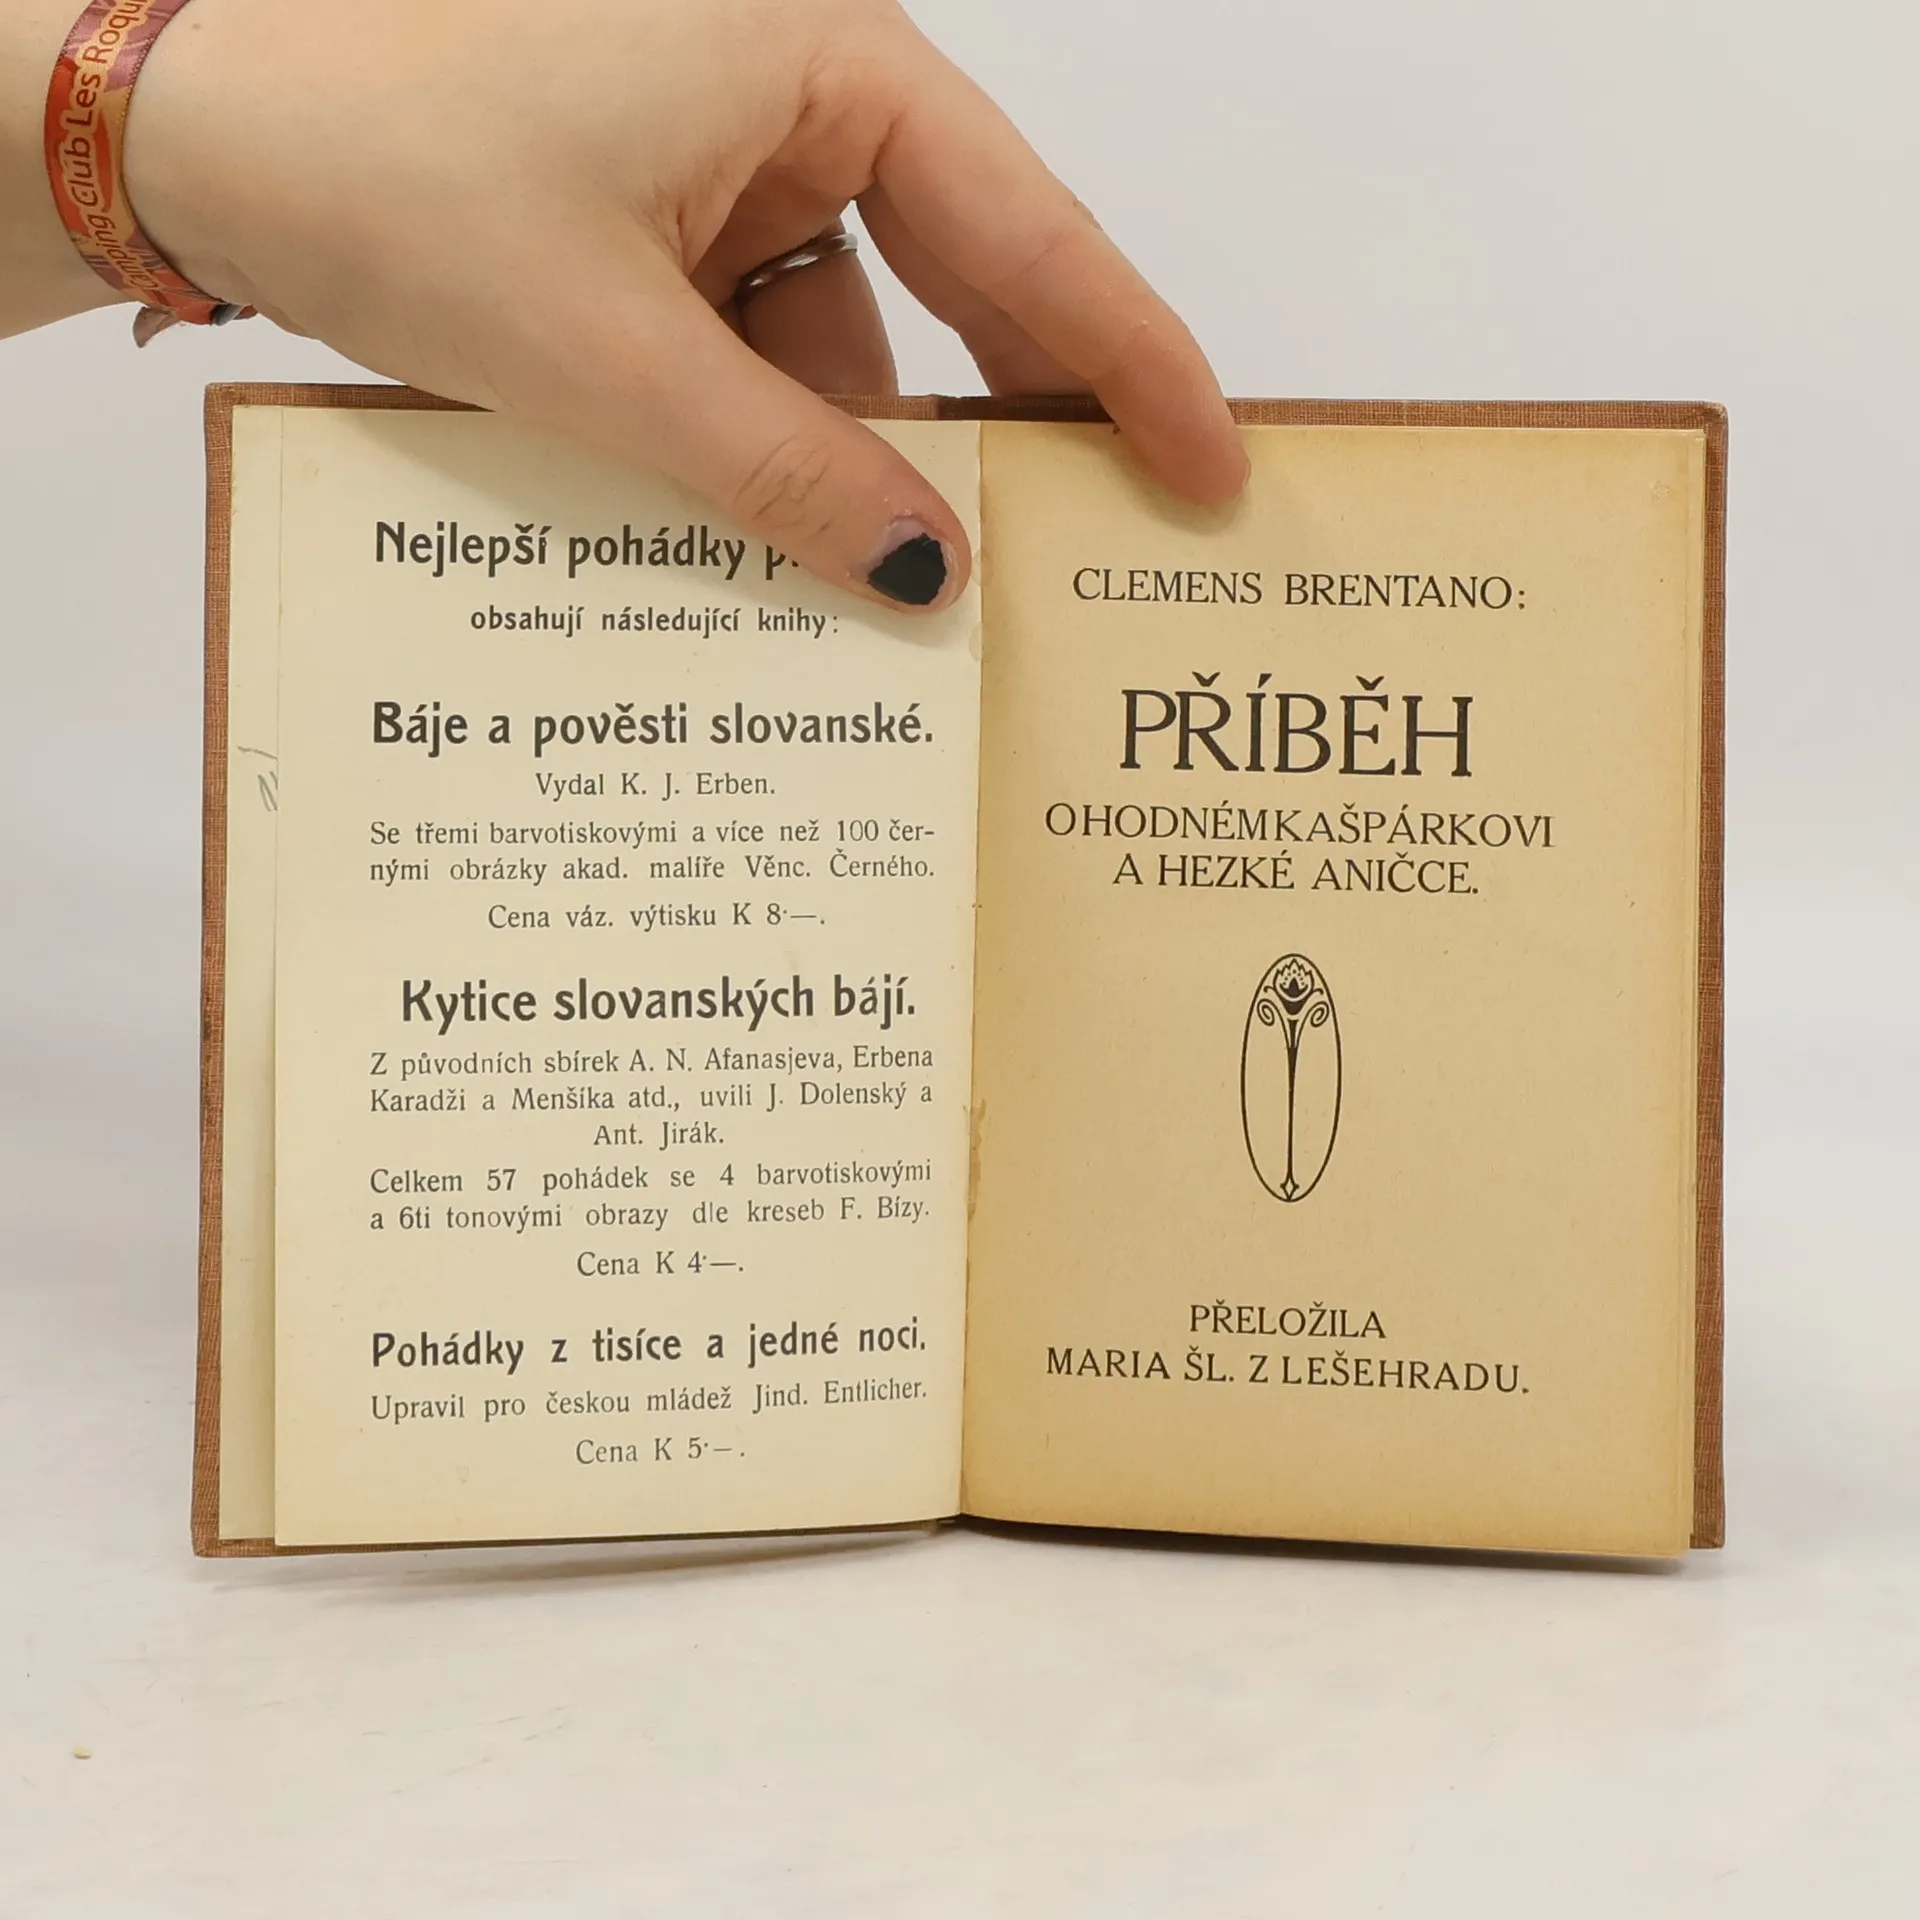 Camping Club Les
Nejlepší pohádky
obsahují následující knihy:
Báje a pověsti slovanské.
Vydal K. J. Erben.
Se třemi barvotiskovými a více než 100 čer-
nými obrázky akad. malíře Věnc. Černého.
Cena váz. výtisku K 8·—.
Kytice slovanských bájí.
Z původních sbírek A. N. Afanasjeva, Erbena
Karadži a Menšíka atd., uvili J. Dolenský a
Ant. Jirák.
Celkem 57 pohádek se 4 barvotiskovými
a 6ti tonovými obrazy dle kreseb F. Bízy.
Cena K 4·—.
Pohádky z tisíce a jedné noci.
Upravil pro českou mládež Jind. Entlicher.
Cena K 5·—.
CLEMENS BRENTANO:
PŘÍBĚH
O HODNÉM KAŠPÁRKOVI
A HEZKÉ ANIČCE.
PŘELOŽILA
MARIA ŠL. Z LEŠEHRADU.